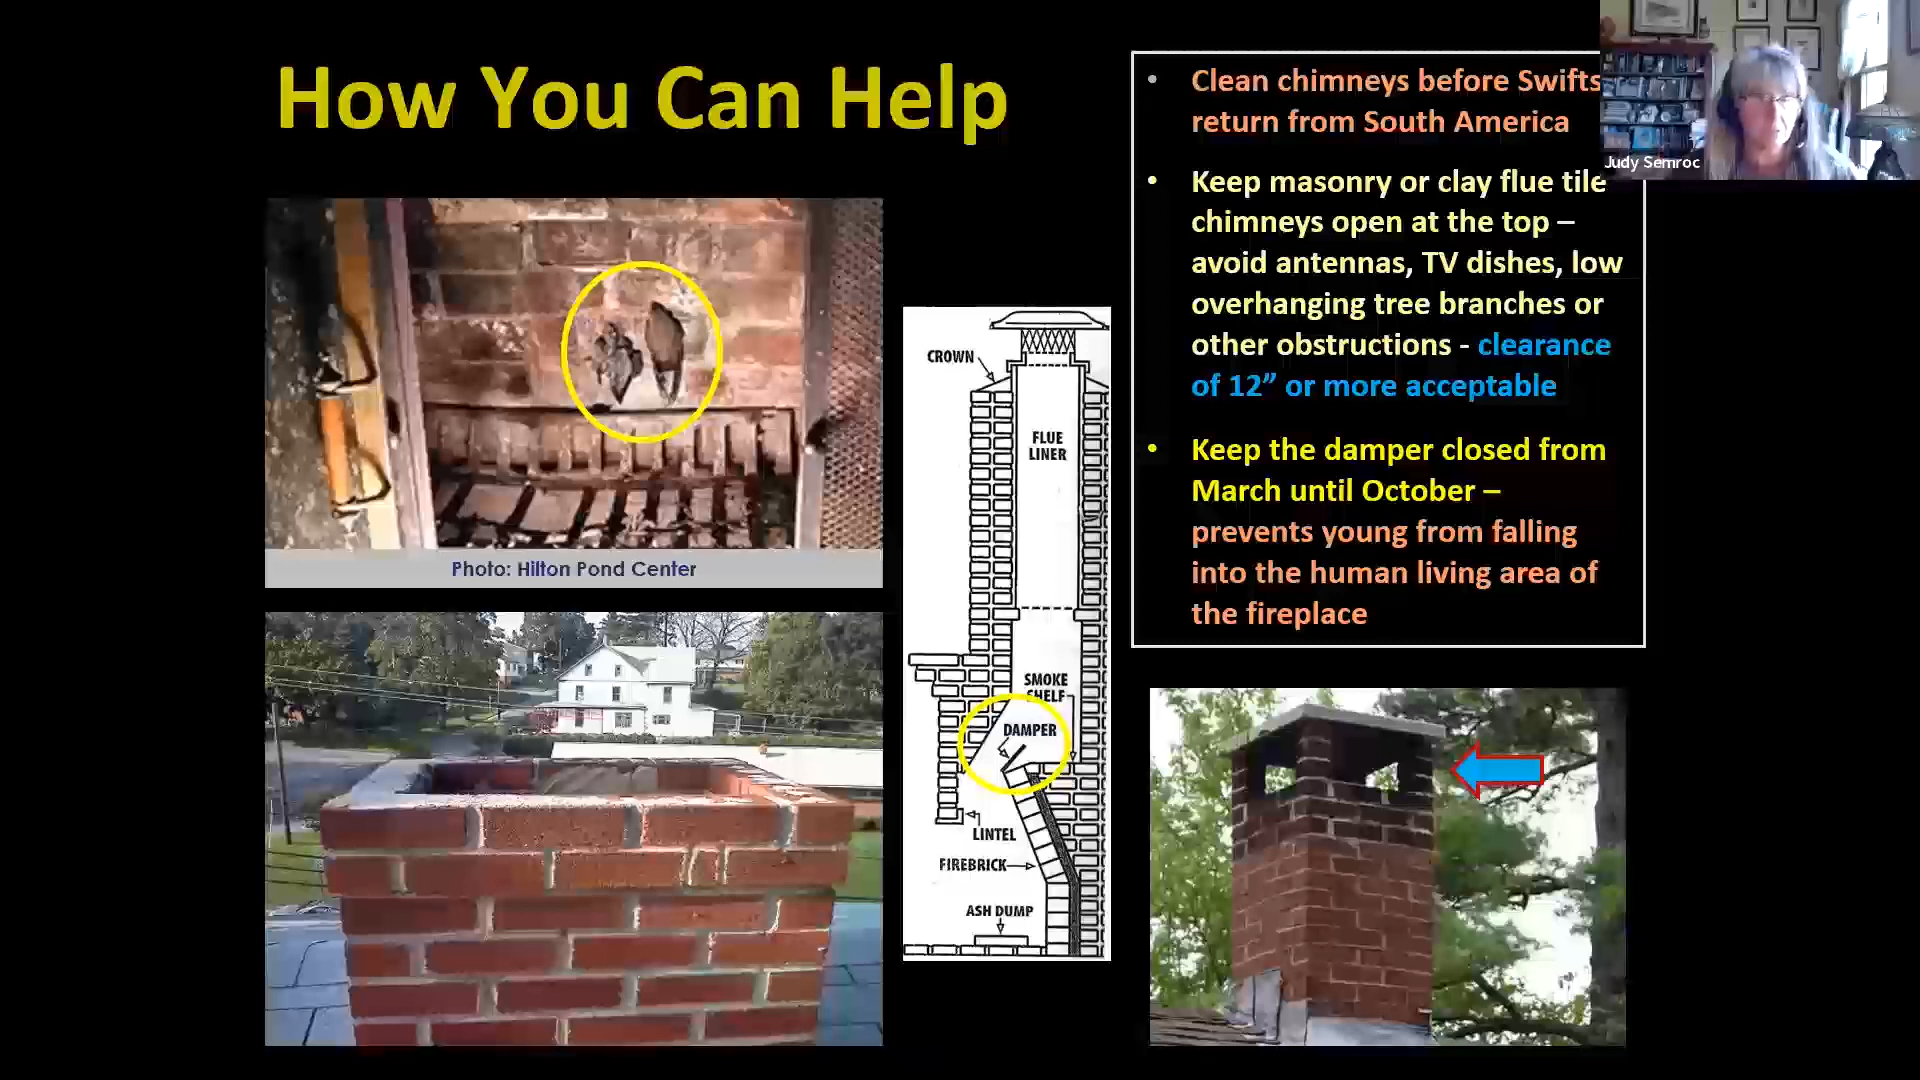 How You Can Help
• Clean chimneys before Swifts
return from South America
• Keep masonry or clay flue tile
chimneys open at the top –
avoid antennas, TV dishes, low
overhanging tree branches or
other obstructions - clearance
of 12” or more acceptable
• Keep the damper closed from
March until October –
prevents young from falling
into the human living area of
the fireplace
Judy Semroc
Photo: Hilton Pond Center
CROWN
FLUE
LINER
SMOKE
SHELF
DAMPER
LINTEL
FIREBRICK
ASH DUMP